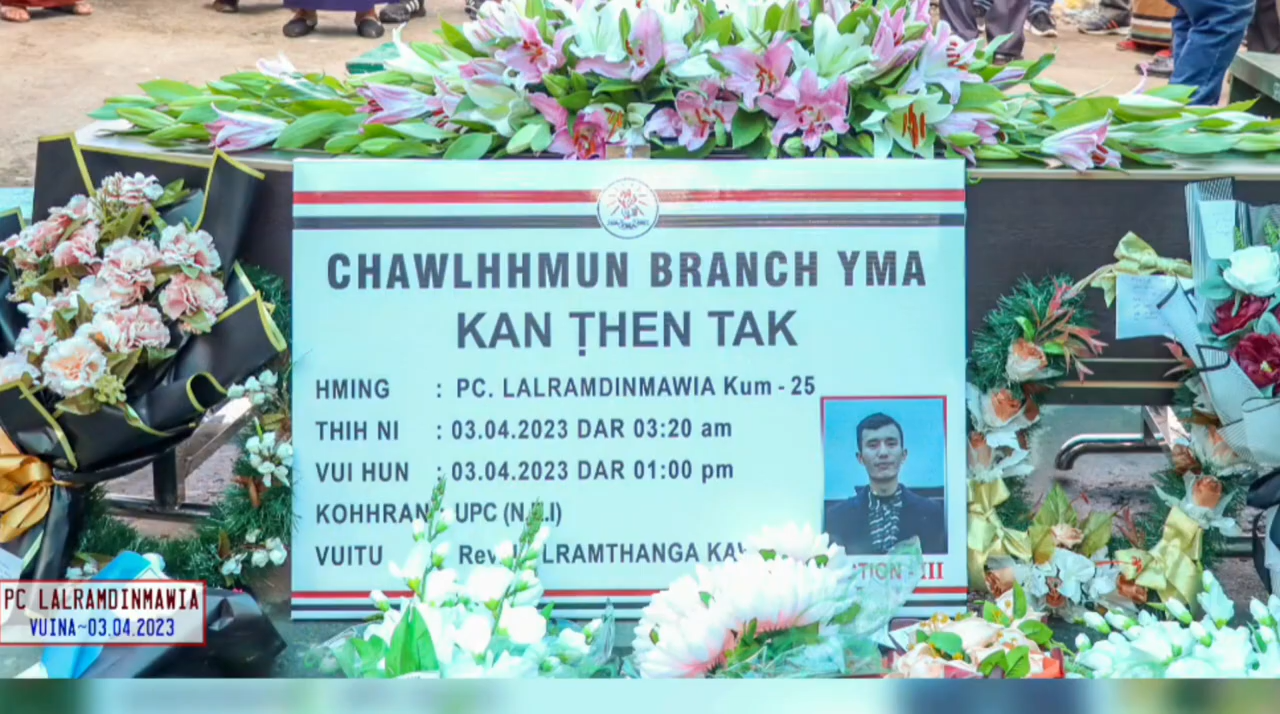 CHAWLHHMUN BRANCH YMA
KAN ṬHEN TAK
HMING : PC. LALRAMDINMAWIA Kum - 25
THIH NI : 03.04.2023 DAR 03:20 am
VUI HUN : 03.04.2023 DAR 01:00 pm
KOHHRAN : UPC
VUITU Rev.
III
PC LALRAMDINMAWIA
VUINA~03.04.2023